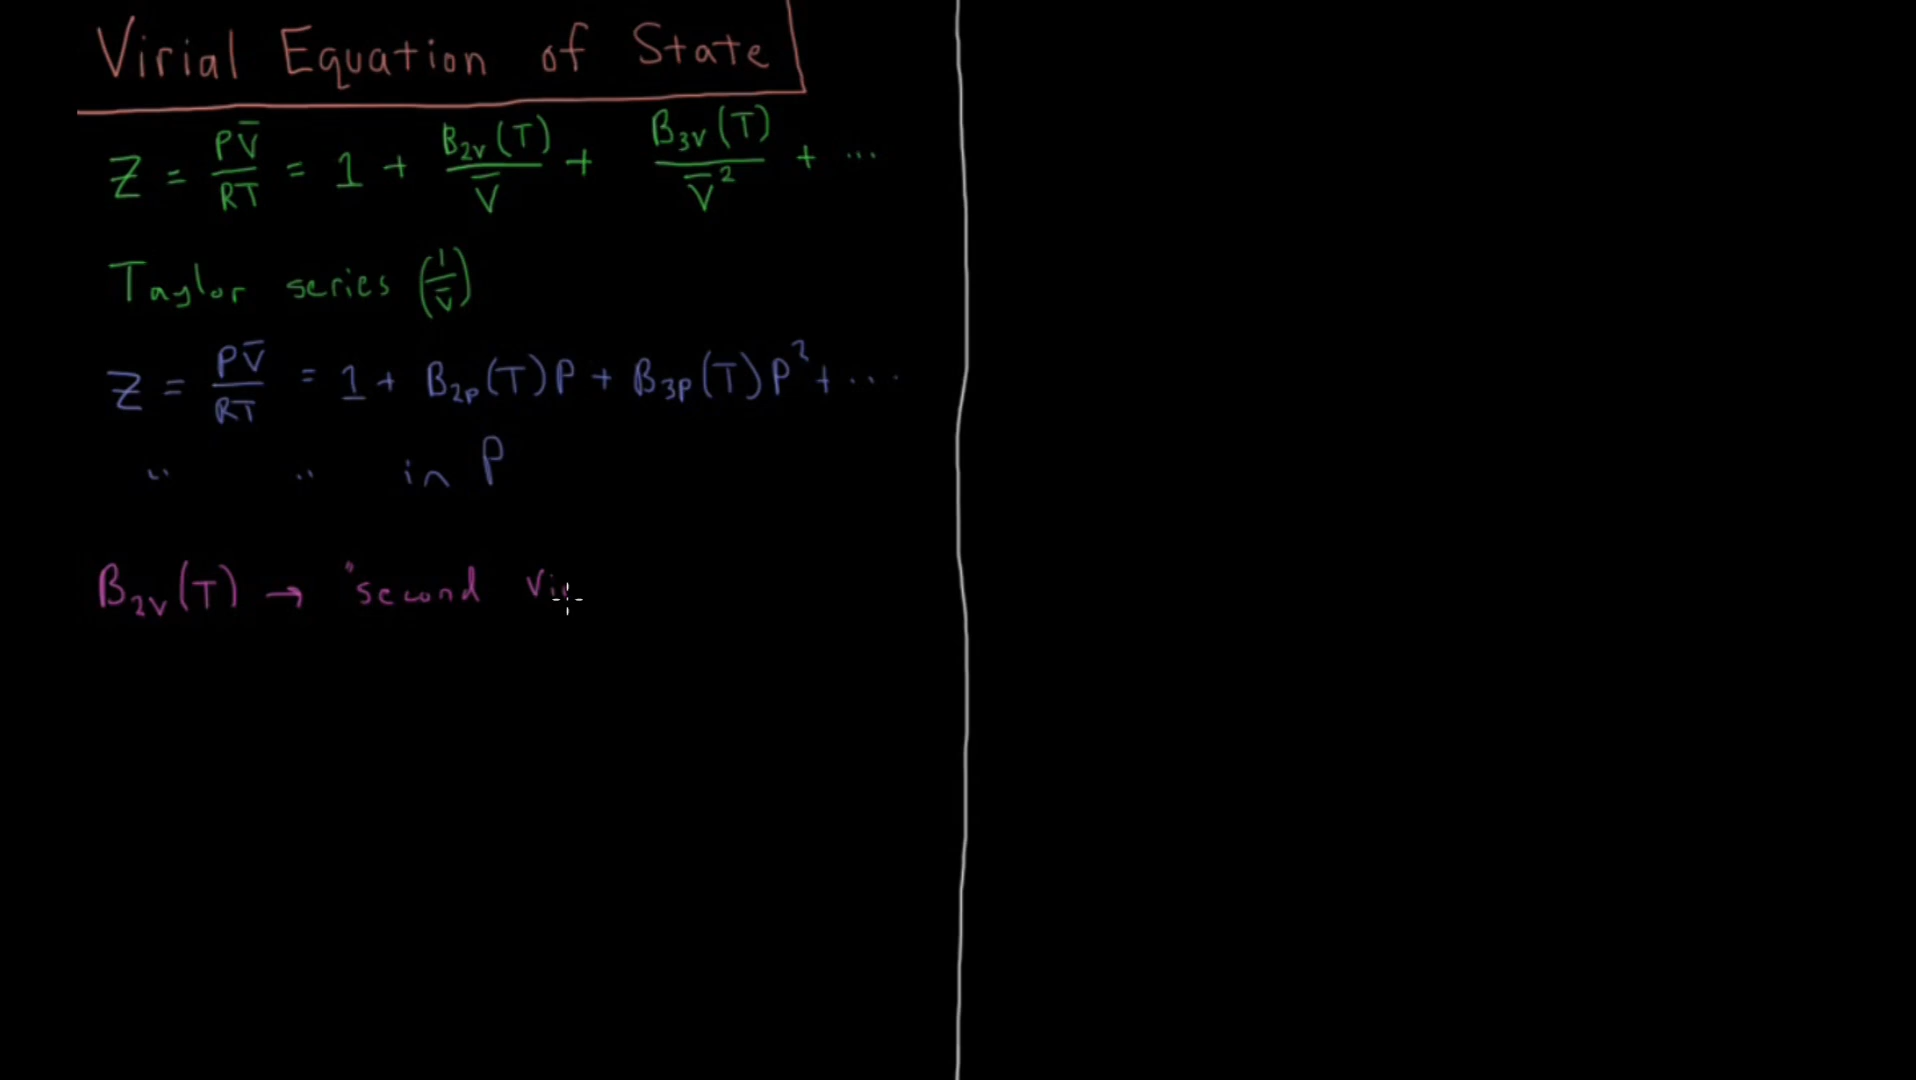 Virial Equation of State
Z = PV̄/RT = 1 + B₂ᵥ(T)/V̄ + B₃ᵥ(T)/V̄² + ...
Taylor series (1/V̄)
Z = PV̄/RT = 1 + B₂ₚ(T)P + B₃ₚ(T)P² + ...
" " in P
B₂ᵥ(T) → "second Vi